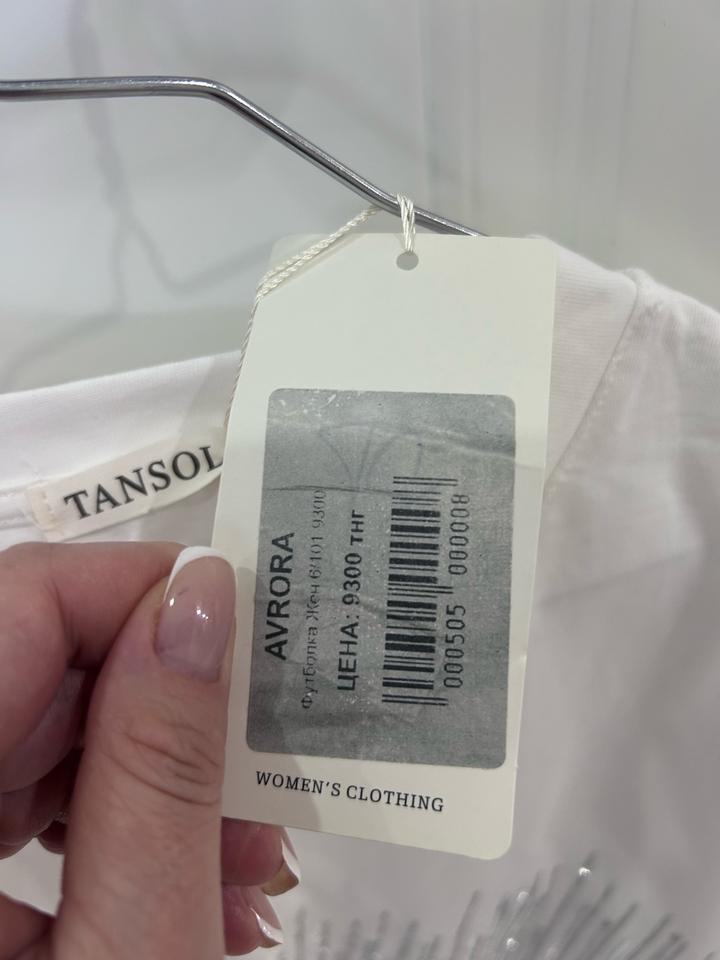 TANSOL
AVRORA
Футболка Жен 6/101 9300
ЦЕНА: 9300 тнг
000505 000008
WOMEN'S CLOTHING